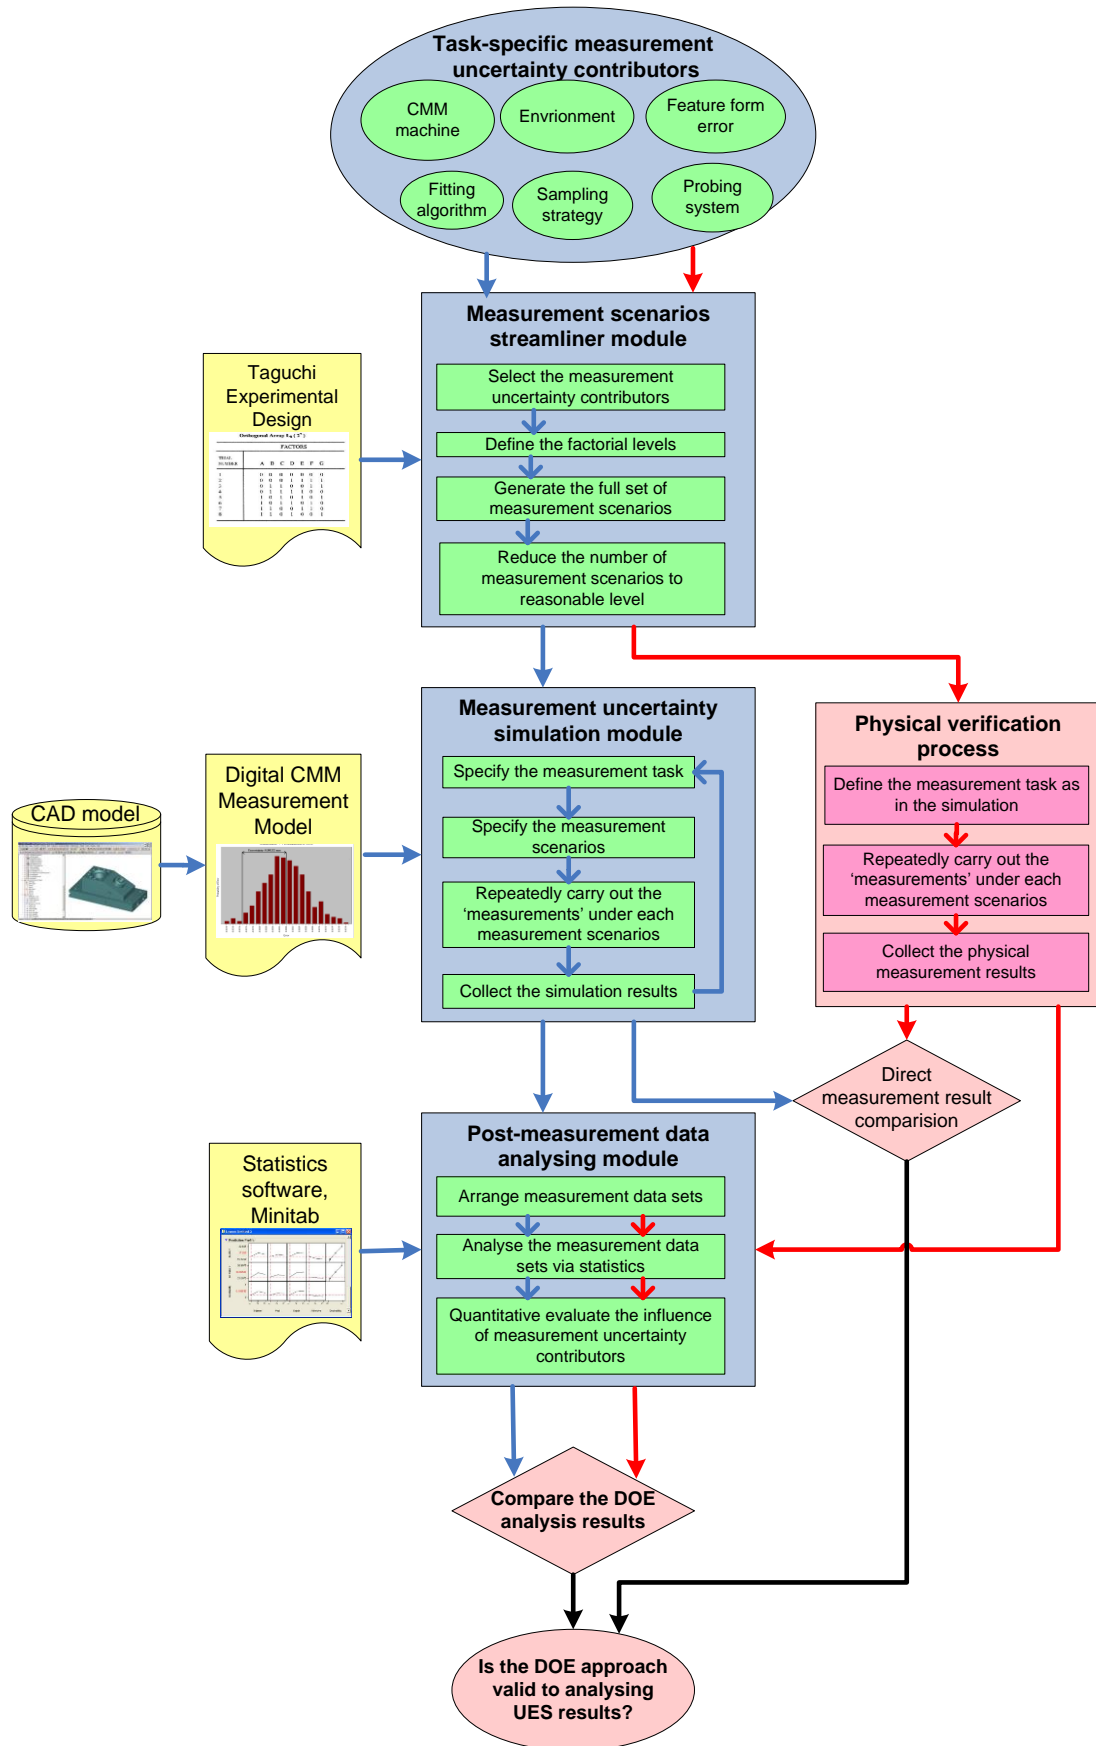 Task-specific measurement
uncertainty contributors
CMM
machine
Envrionment
Feature form
error
Fitting
algorithm
Sampling
strategy
Probing
system
Measurement scenarios
streamliner module
Select the measurement
uncertainty contributors
Define the factorial levels
Generate the full set of
measurement scenarios
Reduce the number of
measurement scenarios to
reasonable level
Taguchi
Experimental
Design
Orthogonal Array
FACTORS
TRIAL
NUMBER
A B C D E F G
Measurement uncertainty
simulation module
Specify the measurement task
Specify the measurement
scenarios
Repeatedly carry out the
‘measurements’ under each
measurement scenarios
Collect the simulation results
Physical verification
process
Define the measurement task as
in the simulation
Repeatedly carry out the
‘measurements’ under each
measurement scenarios
Collect the physical
measurement results
CAD model
Digital CMM
Measurement
Model
Direct
measurement result
comparision
Post-measurement data
analysing module
Arrange measurement data sets
Analyse the measurement data
sets via statistics
Quantitative evaluate the influence
of measurement uncertainty
contributors
Statistics
software,
Minitab
Compare the DOE
analysis results
Is the DOE approach
valid to analysing
UES results?